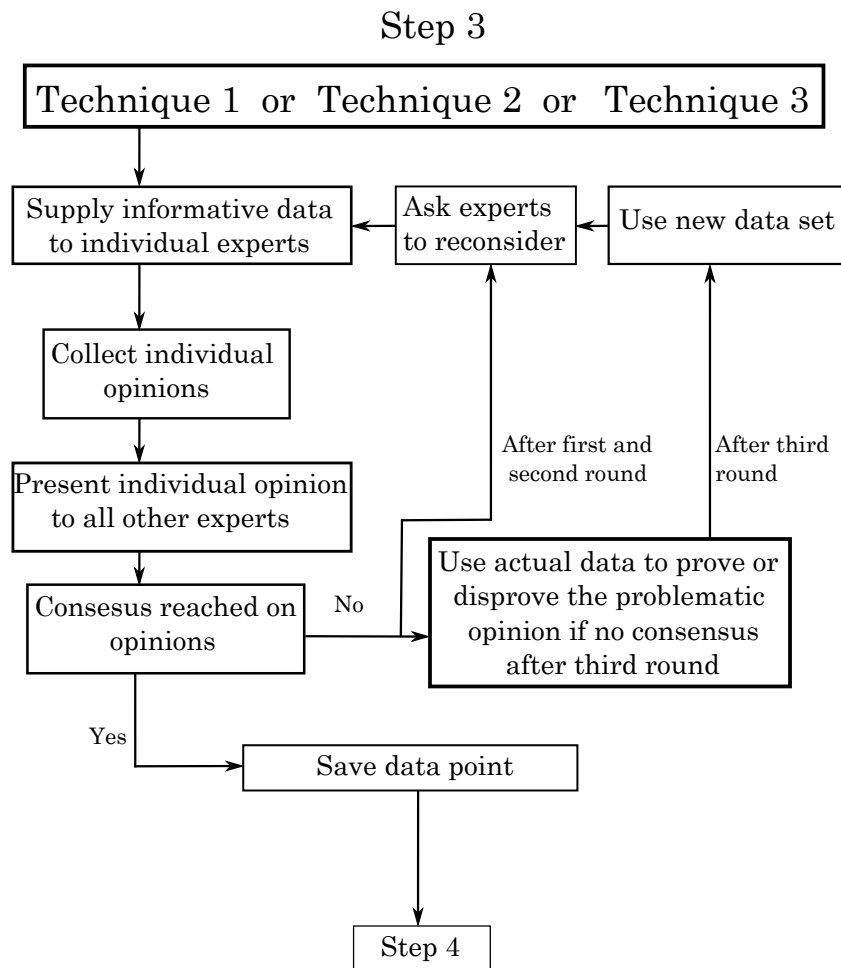 Step 3
Technique 1 or Technique 2 or Technique 3
Supply informative data
to individual experts
Ask experts
to reconsider
Use new data set
Collect individual
opinions
After first and
second round
After third
round
Present individual opinion
to all other experts
Use actual data to prove or
disprove the problematic
opinion if no consensus
after third round
Consesus reached on
opinions
No
Yes
Save data point
Step 4